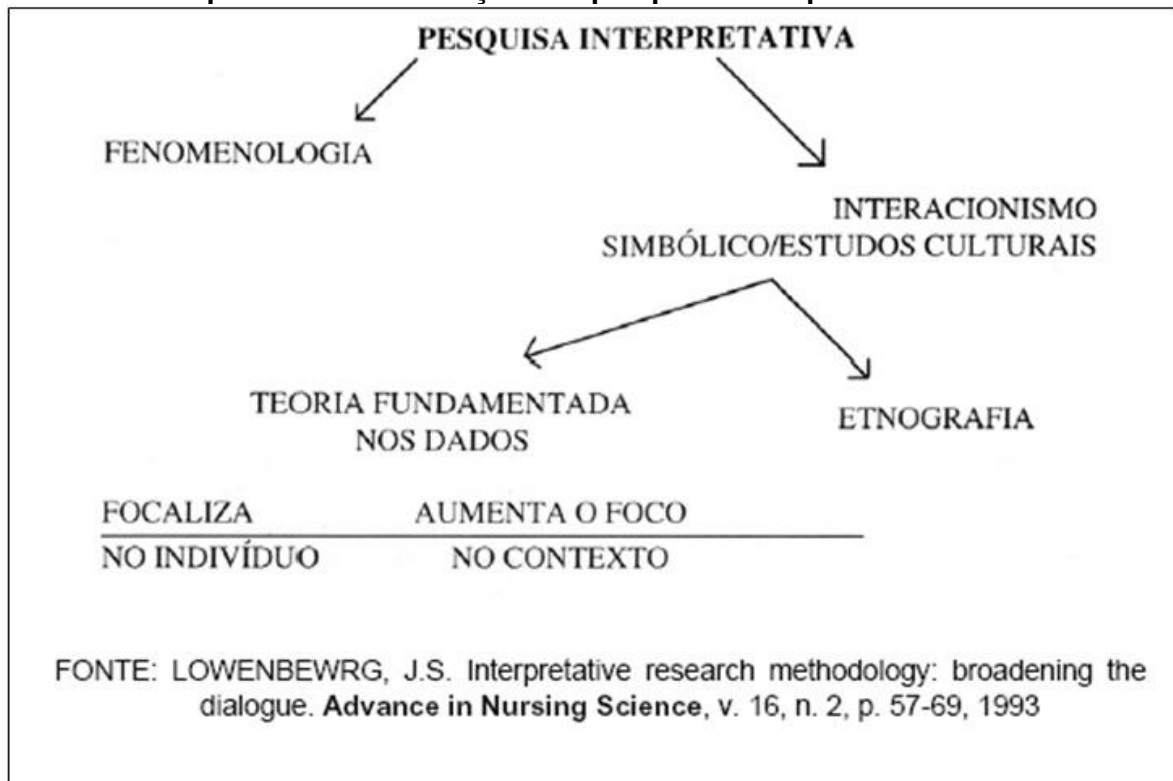 PESQUISA INTERPRETATIVA
FENOMENOLOGIA
INTERACIONISMO
SIMBÓLICO/ESTUDOS CULTURAIS
TEORIA FUNDAMENTADA
NOS DADOS
ETNOGRAFIA
FOCALIZA AUMENTA O FOCO
NO INDIVÍDUO NO CONTEXTO
FONTE: LOWENBEWRG, J.S. Interpretative research methodology: broadening the
dialogue. Advance in Nursing Science, v. 16, n. 2, p. 57-69, 1993